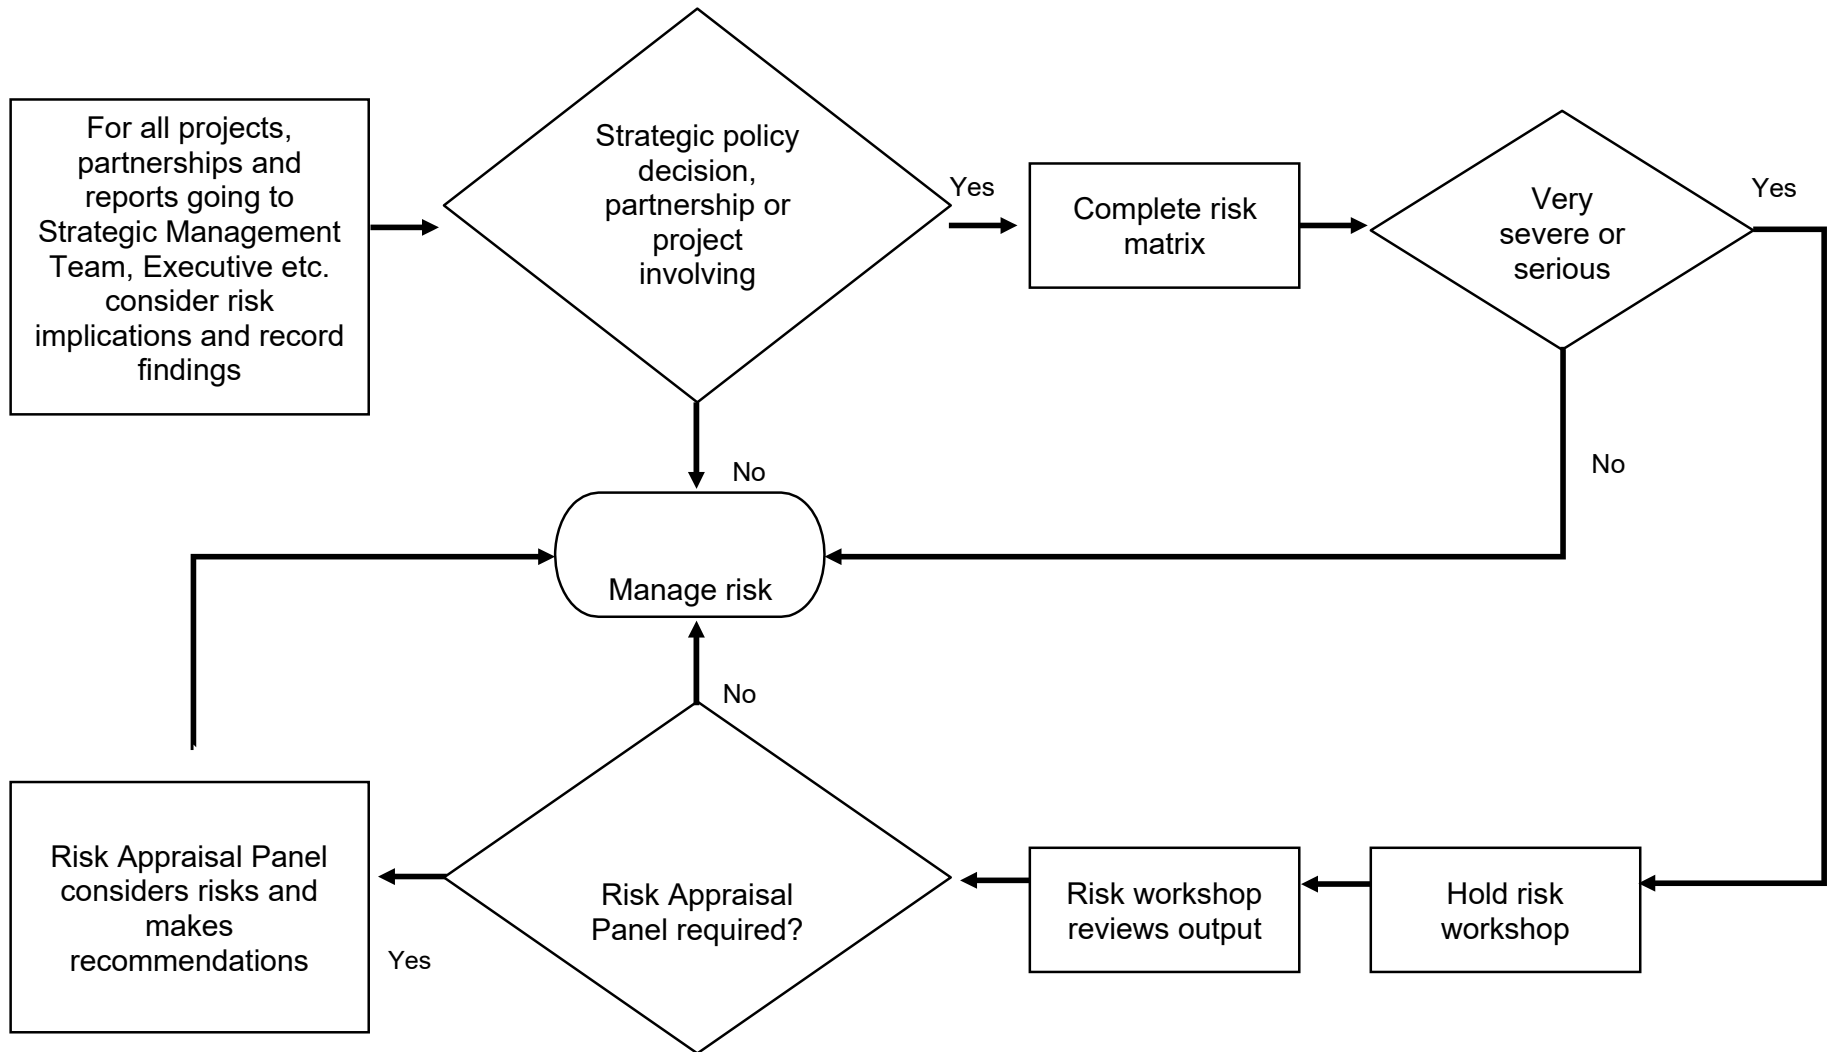 For all projects,
partnerships and
reports going to
Strategic Management
Team, Executive etc.
consider risk
implications and record
findings
Strategic policy
decision,
partnership or
project
involving
Yes
Complete risk
matrix
Very
severe or
serious
Yes
No
No
Manage risk
No
Risk Appraisal Panel
considers risks and
makes
recommendations
Yes
Risk Appraisal
Panel required?
Risk workshop
reviews output
Hold risk
workshop